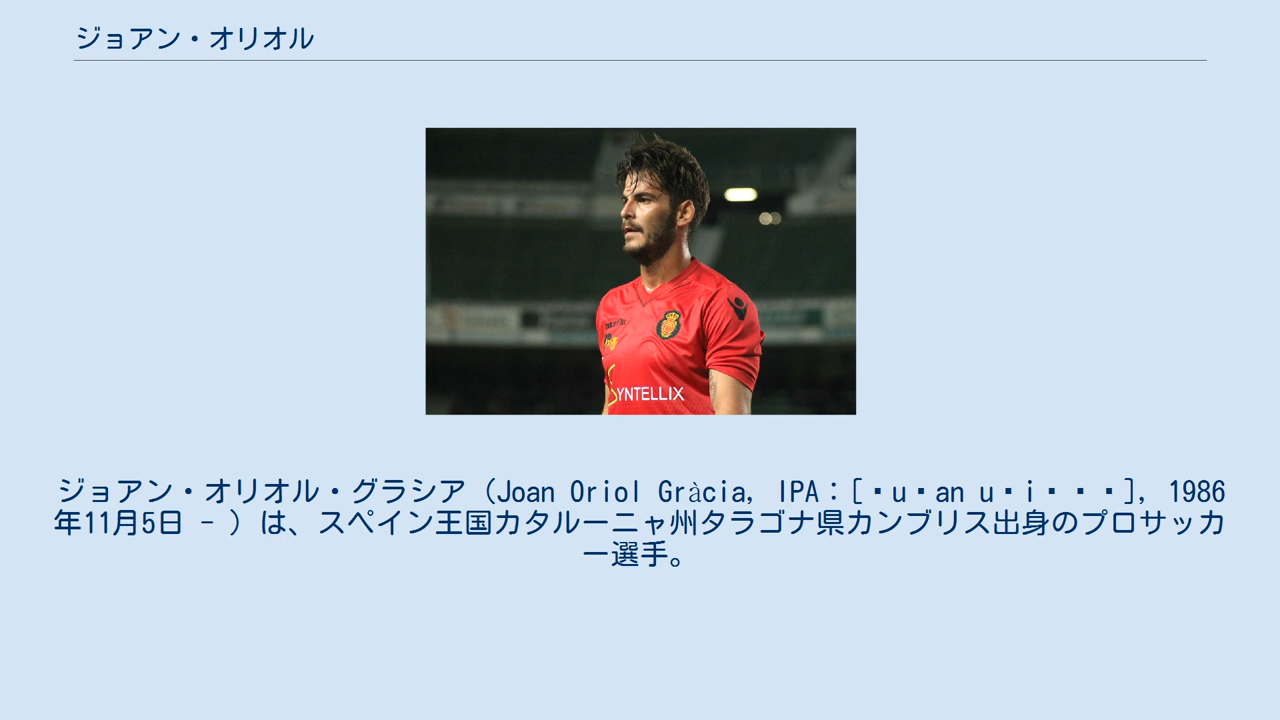 ジョアン・オリオル
SYNTELLIX
ジョアン・オリオル・グラシア（Joan Oriol Gràcia, IPA：[・u・an u・i・・・], 1986
年11月5日 - ）は、スペイン王国カタルーニャ州タラゴナ県カンブリス出身のプロサッカ
ー選手。